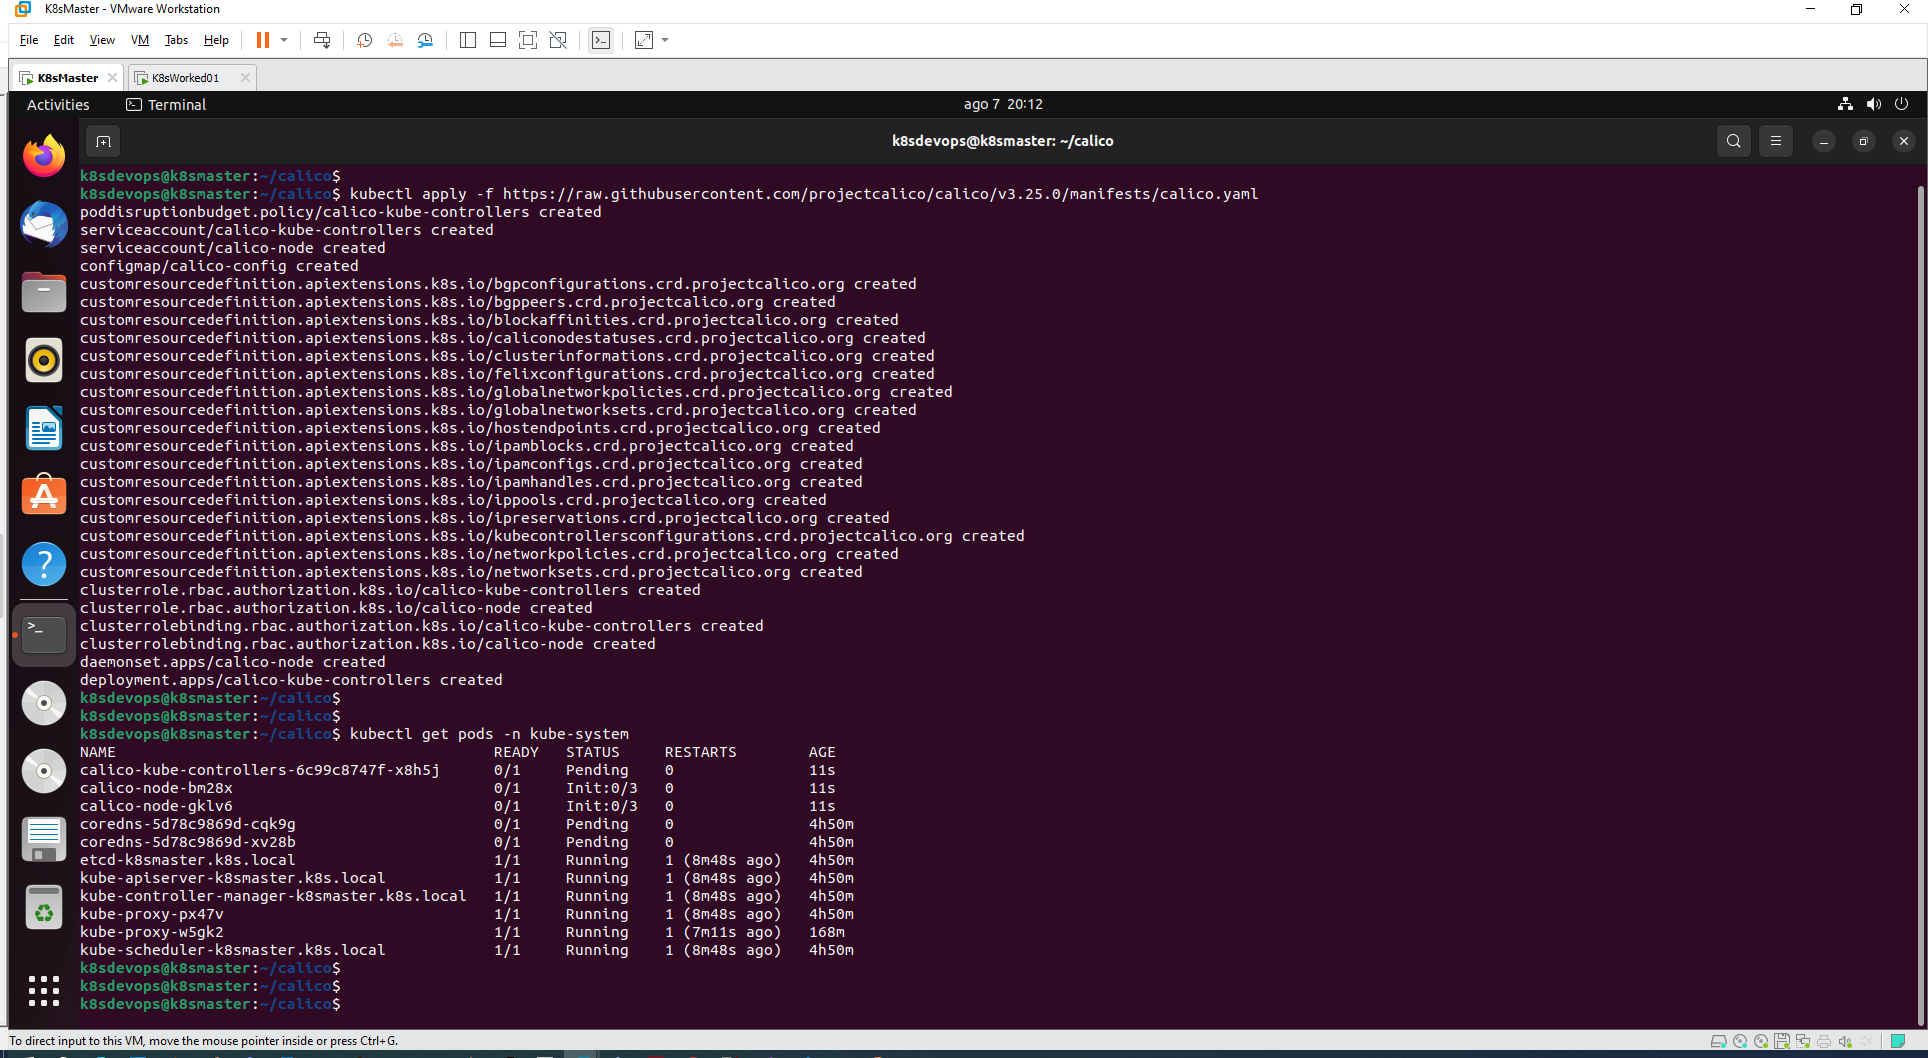 K8sMaster - VMware Workstation
File Edit View VM Tabs Help
K8sMaster K8sWorked01
Activities Terminal ago 7 20:12
k8sdevops@k8smaster: ~/calico
k8sdevops@k8smaster:~/calico$
k8sdevops@k8smaster:~/calico$ kubectl apply -f https://raw.githubusercontent.com/projectcalico/calico/v3.25.0/manifests/calico.yaml
poddisruptionbudget.policy/calico-kube-controllers created
serviceaccount/calico-kube-controllers created
serviceaccount/calico-node created
configmap/calico-config created
customresourcedefinition.apiextensions.k8s.io/bgpconfigurations.crd.projectcalico.org created
customresourcedefinition.apiextensions.k8s.io/bgppeers.crd.projectcalico.org created
customresourcedefinition.apiextensions.k8s.io/blockaffinities.crd.projectcalico.org created
customresourcedefinition.apiextensions.k8s.io/caliconodestatuses.crd.projectcalico.org created
customresourcedefinition.apiextensions.k8s.io/clusterinformations.crd.projectcalico.org created
customresourcedefinition.apiextensions.k8s.io/felixconfigurations.crd.projectcalico.org created
customresourcedefinition.apiextensions.k8s.io/globalnetworkpolicies.crd.projectcalico.org created
customresourcedefinition.apiextensions.k8s.io/globalnetworksets.crd.projectcalico.org created
customresourcedefinition.apiextensions.k8s.io/hostendpoints.crd.projectcalico.org created
customresourcedefinition.apiextensions.k8s.io/ipamblocks.crd.projectcalico.org created
customresourcedefinition.apiextensions.k8s.io/ipamconfigs.crd.projectcalico.org created
customresourcedefinition.apiextensions.k8s.io/ipamhandles.crd.projectcalico.org created
customresourcedefinition.apiextensions.k8s.io/ippools.crd.projectcalico.org created
customresourcedefinition.apiextensions.k8s.io/ipreservations.crd.projectcalico.org created
customresourcedefinition.apiextensions.k8s.io/kubecontrollersconfigurations.crd.projectcalico.org created
customresourcedefinition.apiextensions.k8s.io/networkpolicies.crd.projectcalico.org created
customresourcedefinition.apiextensions.k8s.io/networksets.crd.projectcalico.org created
clusterrole.rbac.authorization.k8s.io/calico-kube-controllers created
clusterrole.rbac.authorization.k8s.io/calico-node created
clusterrolebinding.rbac.authorization.k8s.io/calico-kube-controllers created
clusterrolebinding.rbac.authorization.k8s.io/calico-node created
daemonset.apps/calico-node created
deployment.apps/calico-kube-controllers created
k8sdevops@k8smaster:~/calico$
k8sdevops@k8smaster:~/calico$
k8sdevops@k8smaster:~/calico$ kubectl get pods -n kube-system
NAME READY STATUS RESTARTS AGE
calico-kube-controllers-6c99c8747f-x8h5j 0/1 Pending 0 11s
calico-node-bm28x 0/1 Init:0/3 0 11s
calico-node-gklv6 0/1 Init:0/3 0 11s
coredns-5d78c9869d-cqk9g 0/1 Pending 0 4h50m
coredns-5d78c9869d-xv28b 0/1 Pending 0 4h50m
etcd-k8smaster.k8s.local 1/1 Running 1 (8m48s ago) 4h50m
kube-apiserver-k8smaster.k8s.local 1/1 Running 1 (8m48s ago) 4h50m
kube-controller-manager-k8smaster.k8s.local 1/1 Running 1 (8m48s ago) 4h50m
kube-proxy-px47v 1/1 Running 1 (8m48s ago) 4h50m
kube-proxy-w5gk2 1/1 Running 1 (7m11s ago) 168m
kube-scheduler-k8smaster.k8s.local 1/1 Running 1 (8m48s ago) 4h50m
k8sdevops@k8smaster:~/calico$
k8sdevops@k8smaster:~/calico$
k8sdevops@k8smaster:~/calico$
To direct input to this VM, move the mouse pointer inside or press Ctrl+G.